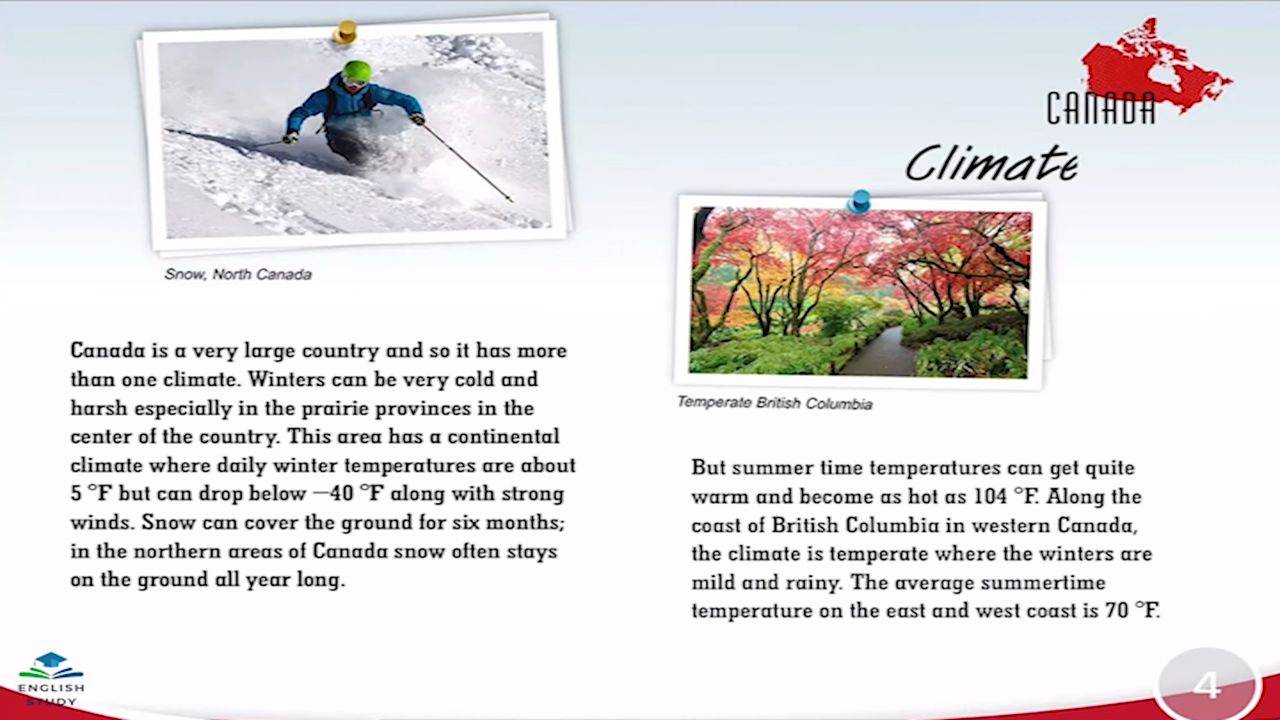 CANADA
Climate
Snow, North Canada
Canada is a very large country and so it has more
than one climate. Winters can be very cold and
harsh especially in the prairie provinces in the
center of the country. This area has a continental
climate where daily winter temperatures are about
5 °F but can drop below —40 °F along with strong
winds. Snow can cover the ground for six months;
in the northern areas of Canada snow often stays
on the ground all year long.
Temperate British Columbia
But summer time temperatures can get quite
warm and become as hot as 104 °F. Along the
coast of British Columbia in western Canada,
the climate is temperate where the winters are
mild and rainy. The average summertime
temperature on the east and west coast is 70 °F.
ENGLISH
STUDY
4